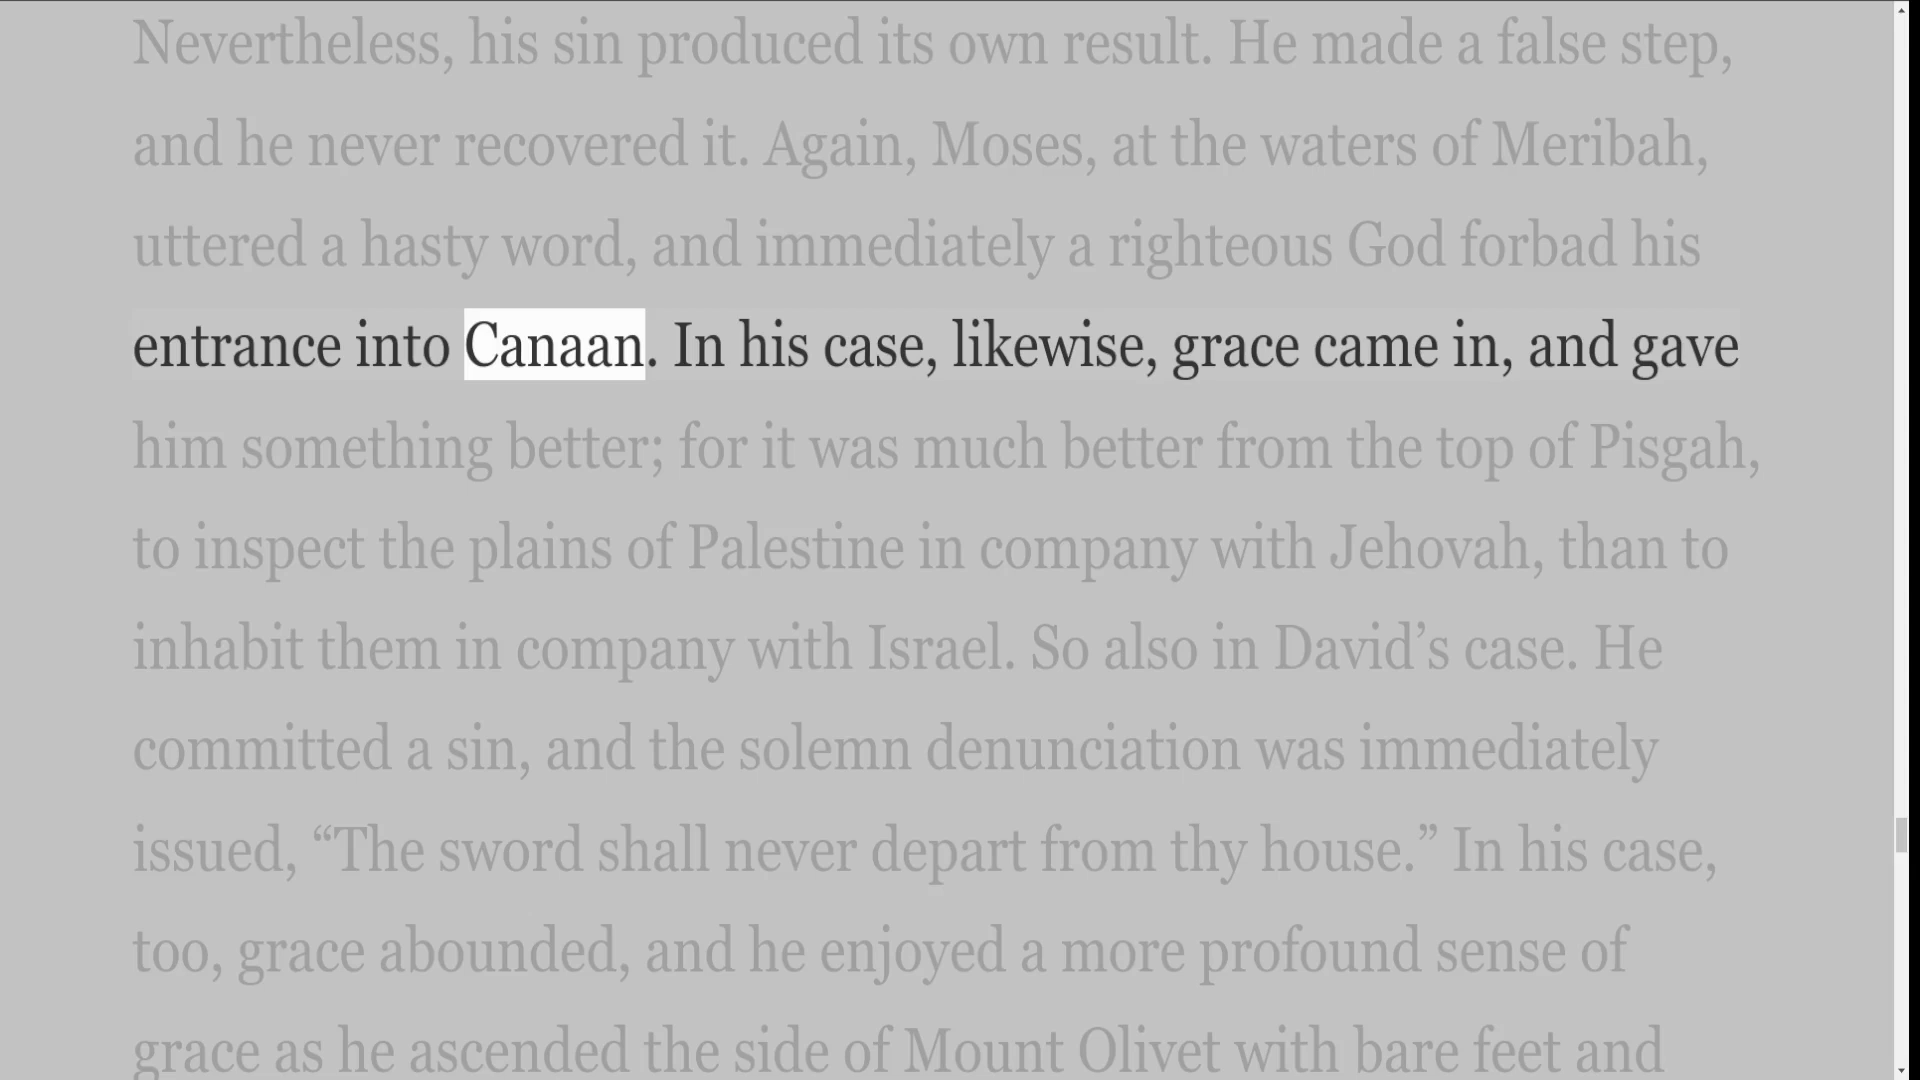 Nevertheless, his sin produced its own result. He made a false step,
and he never recovered it. Again, Moses, at the waters of Meribah,
uttered a hasty word, and immediately a righteous God forbad his
entrance into Canaan. In his case, likewise, grace came in, and gave
him something better; for it was much better from the top of Pisgah,
to inspect the plains of Palestine in company with Jehovah, than to
inhabit them in company with Israel. So also in David’s case. He
committed a sin, and the solemn denunciation was immediately
issued, “The sword shall never depart from thy house.” In his case,
too, grace abounded, and he enjoyed a more profound sense of
grace as he ascended the side of Mount Olivet with bare feet and